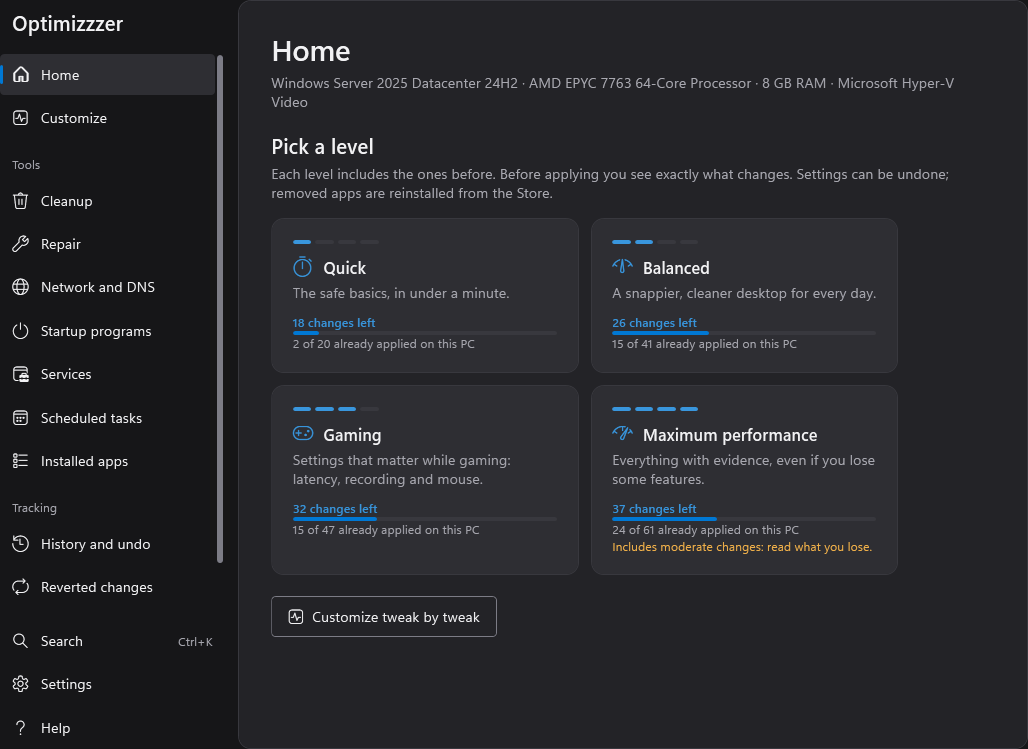 Optimizzzer
Home
Customize
Tools
Cleanup
Repair
Network and DNS
Startup programs
Services
Scheduled tasks
Installed apps
Tracking
History and undo
Reverted changes
Search Ctrl+K
Settings
Help
Home
Windows Server 2025 Datacenter 24H2 · AMD EPYC 7763 64-Core Processor · 8 GB RAM · Microsoft Hyper-V
Video
Pick a level
Each level includes the ones before. Before applying you see exactly what changes. Settings can be undone;
removed apps are reinstalled from the Store.
Quick
The safe basics, in under a minute.
18 changes left
2 of 20 already applied on this PC
Balanced
A snappier, cleaner desktop for every day.
26 changes left
15 of 41 already applied on this PC
Gaming
Settings that matter while gaming:
latency, recording and mouse.
32 changes left
15 of 47 already applied on this PC
Maximum performance
Everything with evidence, even if you lose
some features.
37 changes left
24 of 61 already applied on this PC
Includes moderate changes: read what you lose.
Customize tweak by tweak